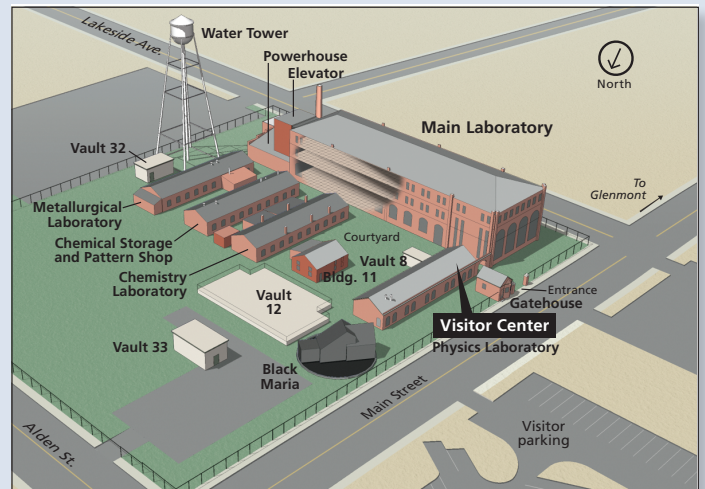 Lakeside Ave.
Water Tower
Powerhouse
Elevator
North
Main Laboratory
Vault 32
To
Glenmont
Metallurgical
Laboratory
Chemical Storage
and Pattern Shop
Chemistry
Laboratory
Courtyard
Vault 8
Bldg. 11
Vault
12
Entrance
Gatehouse
Visitor Center
Physics Laboratory
Vault 33
Black
Maria
Main Street
Visitor
parking
Alden St.